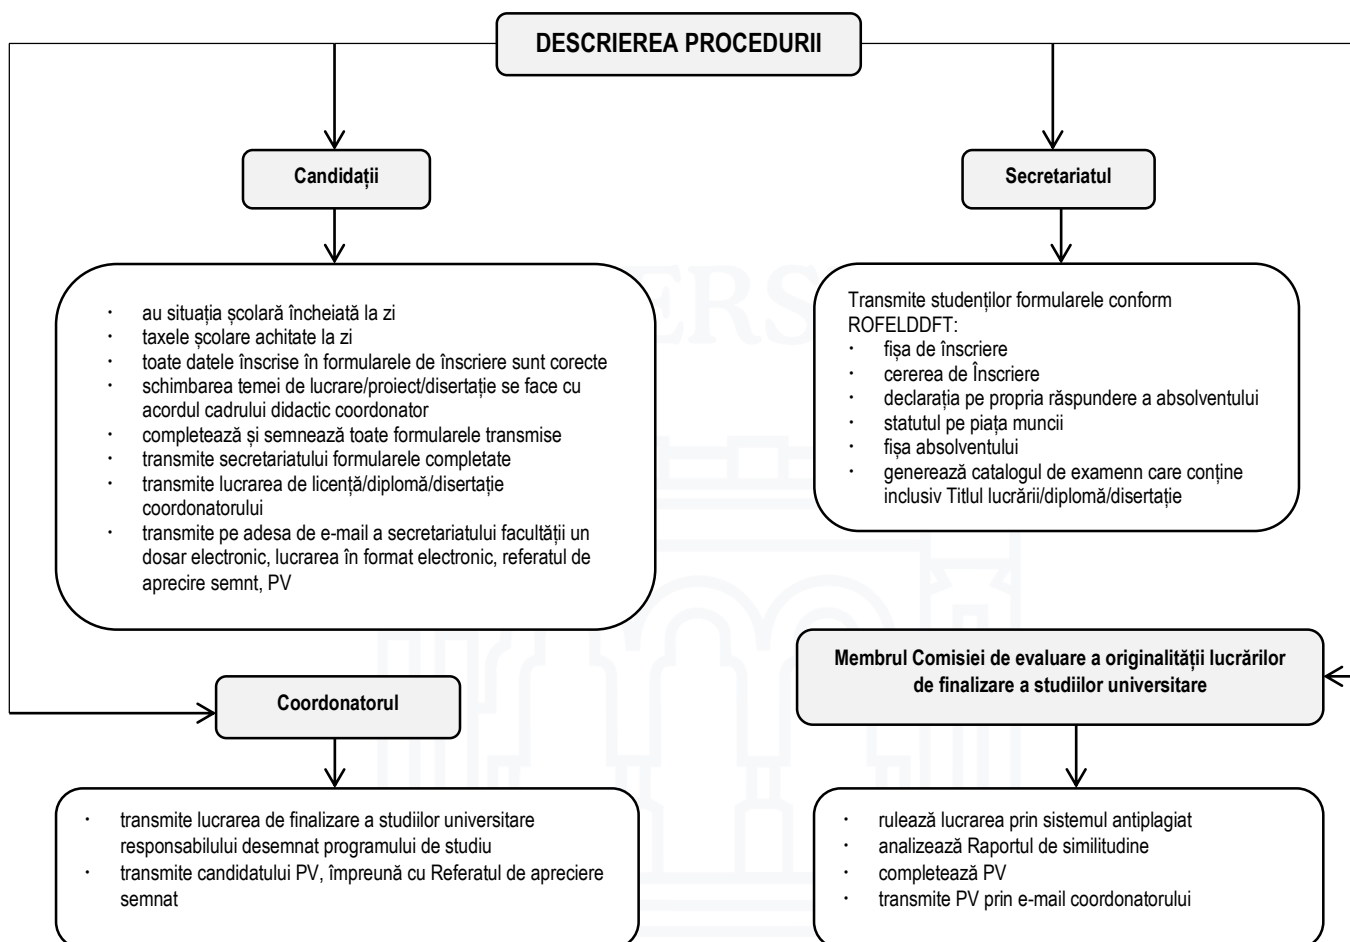 DESCRIEREA PROCEDURII
Candidații
Secretariatul
· au situația școlară încheiată la zi
· taxele școlare achitate la zi
· toate datele înscrise în formularele de înscriere sunt corecte
· schimbarea temei de lucrare/proiect/disertație se face cu
acordul cadrului didactic coordonator
· completează și semnează toate formularele transmise
· transmite secretariatului formularele completate
· transmite lucrarea de licență/diplomă/disertație
coordonatorului
· transmite pe adesa de e-mail a secretariatului facultății un
dosar electronic, lucrarea în format electronic, referatul de
aprecire semnt, PV
Transmite studenților formularele conform
ROFELDDFT:
· fișa de înscriere
· cererea de Înscriere
· declarația pe propria răspundere a absolventului
· statutul pe piața muncii
· fișa absolventului
· generează catalogul de examenn care conține
inclusiv Titlul lucrării/diplomă/disertație
Coordonatorul
Membrul Comisiei de evaluare a originalității lucrărilor
de finalizare a studiilor universitare
· transmite lucrarea de finalizare a studiilor universitare
responsabilului desemnat programului de studiu
· transmite candidatului PV, împreună cu Referatul de apreciere
semnat
· rulează lucrarea prin sistemul antiplagiat
· analizează Raportul de similitudine
· completează PV
· transmite PV prin e-mail coordonatorului
ERS